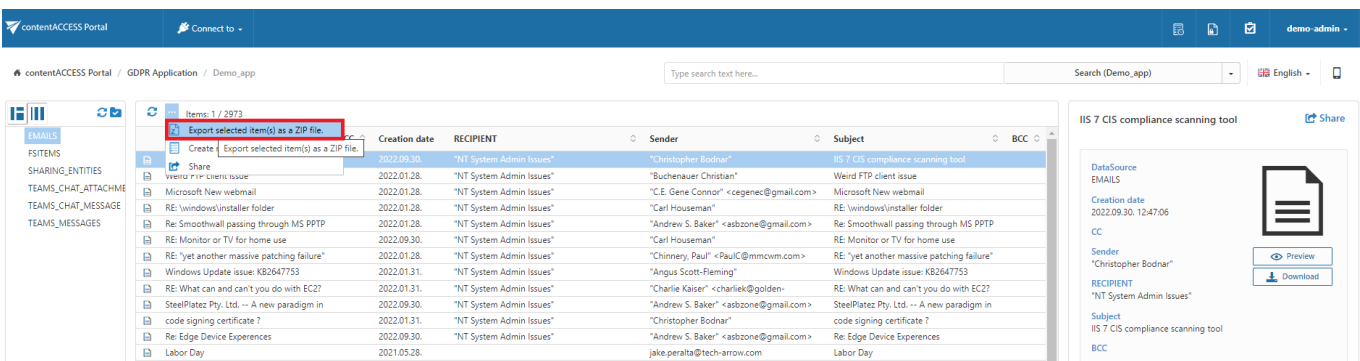 contentACCESS Portal
Connect to
demo-admin
contentACCESS Portal / GDPR Application / Demo_app
Type search text here...
Search (Demo_app)
English
EMAILS
FSITEMS
SHARING_ENTITIES
TEAMS_CHAT_ATTACHME
TEAMS_CHAT_MESSAGE
TEAMS_MESSAGES
Items: 1 / 2973
Export selected item(s) as a ZIP file.
Create
Export selected item(s) as a ZIP file.
Share
CC Creation date RECIPIENT Sender Subject BCC
2022.09.30. "NT System Admin Issues" "Christopher Bodnar" IIS 7 CIS compliance scanning tool
Weird FTP client issue 2022.01.28. "NT System Admin Issues" "Buchenauer Christian" Weird FTP client issue
Microsoft New webmail 2022.01.28. "NT System Admin Issues" "C.E. Gene Connor" <cegenec@gmail.com> Microsoft New webmail
RE: \windows\installer folder 2022.01.28. "NT System Admin Issues" "Carl Houseman" RE: \windows\installer folder
Re: Smoothwall passing through MS PPTP 2022.01.28. "NT System Admin Issues" "Andrew S. Baker" <asbzone@gmail.com> Re: Smoothwall passing through MS PPTP
RE: Monitor or TV for home use 2022.09.30. "NT System Admin Issues" "Carl Houseman" RE: Monitor or TV for home use
RE: "yet another massive patching failure" 2022.01.28. "NT System Admin Issues" "Chinnery, Paul" <PaulC@mmcwm.com> RE: "yet another massive patching failure"
Windows Update issue: KB2647753 2022.01.31. "NT System Admin Issues" "Angus Scott-Fleming" Windows Update issue: KB2647753
RE: What can and can't you do with EC2? 2022.01.31. "NT System Admin Issues" "Charlie Kaiser" <charliek@golden- RE: What can and can't you do with EC2?
SteelPlatez Pty. Ltd. -- A new paradigm in 2022.09.30. "NT System Admin Issues" "Andrew S. Baker" <asbzone@gmail.com> SteelPlatez Pty. Ltd. -- A new paradigm in
code signing certificate ? 2022.01.31. "NT System Admin Issues" "Christopher Bodnar" code signing certificate ?
Re: Edge Device Experences 2022.09.30. "NT System Admin Issues" "Andrew S. Baker" <asbzone@gmail.com> Re: Edge Device Experences
Labor Day 2021.05.28. jake.peralta@tech-arrow.com Labor Day
IIS 7 CIS compliance scanning tool
Share
DataSource
EMAILS
Creation date
2022.09.30. 12:47:06
CC
Sender
"Christopher Bodnar"
RECIPIENT
"NT System Admin Issues"
Subject
IIS 7 CIS compliance scanning tool
BCC
Preview
Download